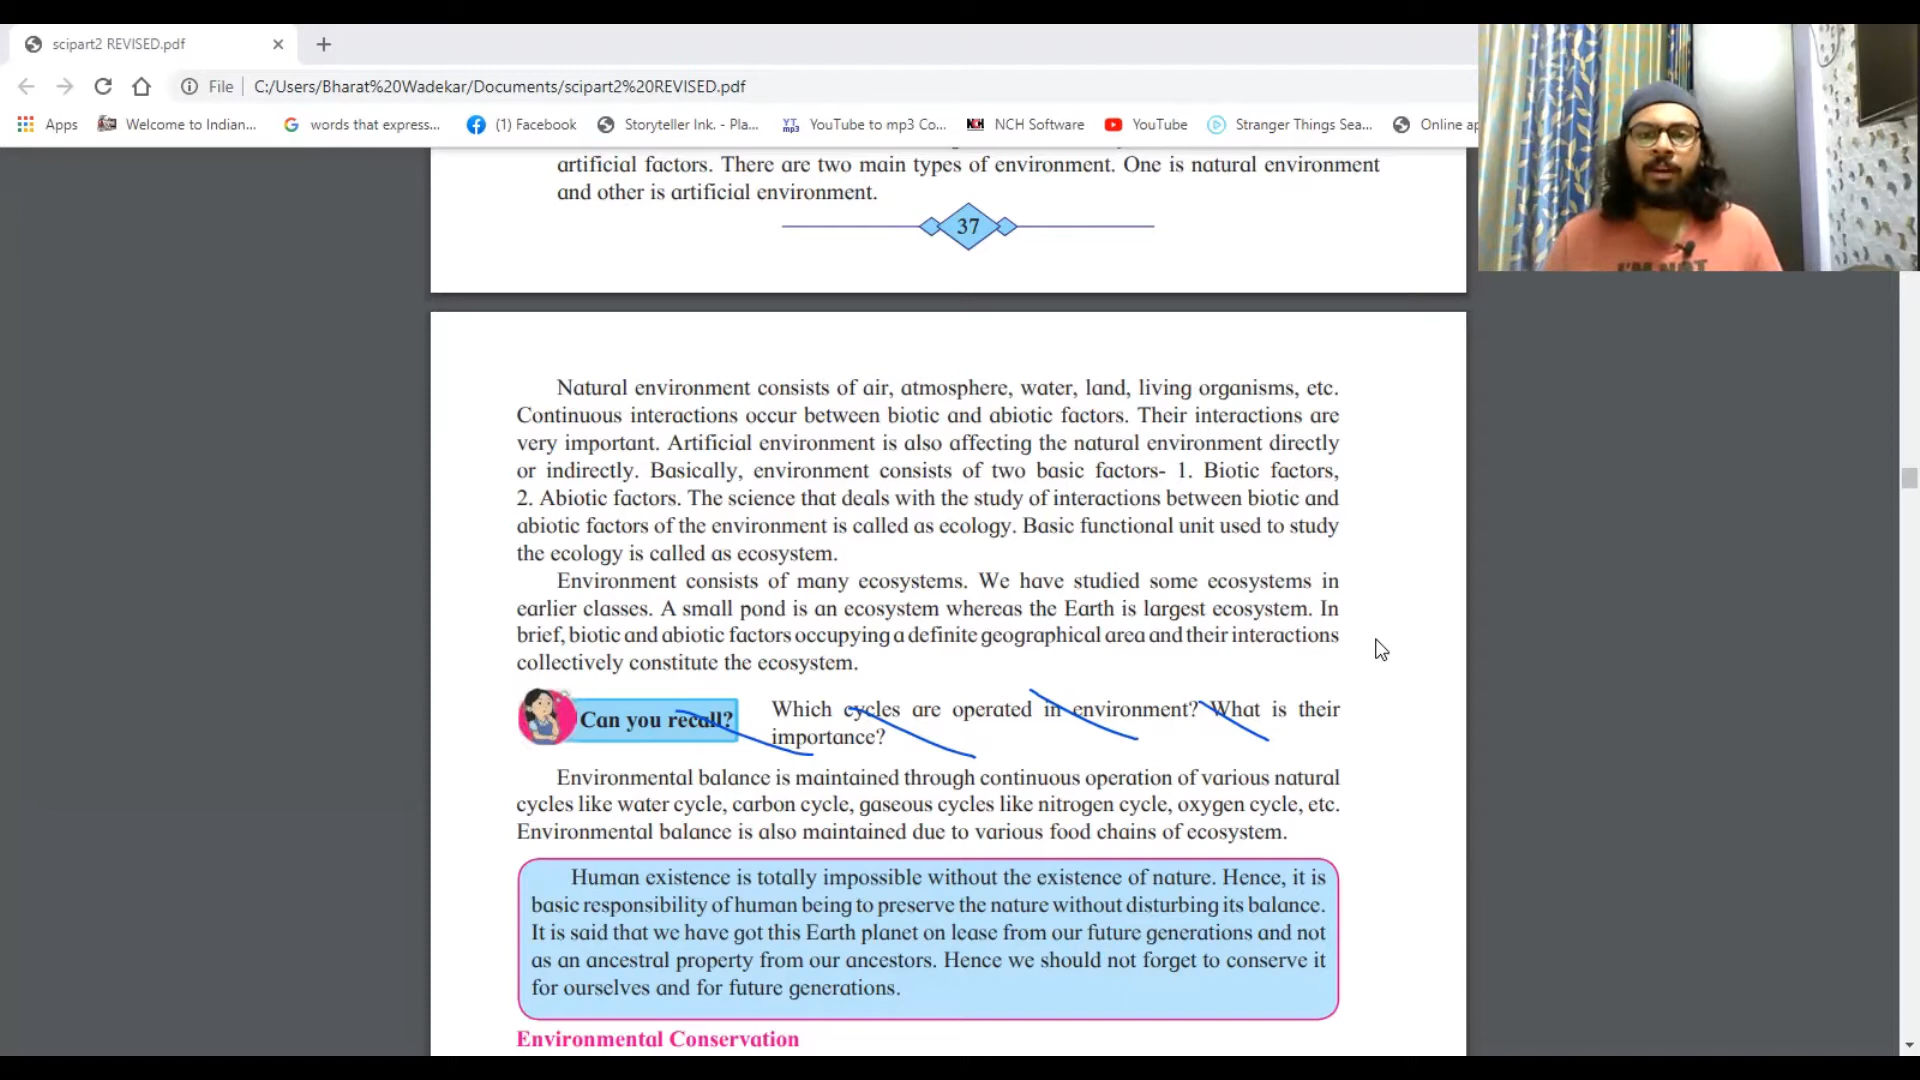 scipart2 REVISED.pdf
File C:/Users/Bharat%20Wadekar/Documents/scipart2%20REVISED.pdf
Apps Welcome to Indian... G words that express... (1) Facebook Storyteller Ink. - Pla... YT mp3 YouTube to mp3 Co... NCH NCH Software YouTube Stranger Things Sea... Online ap
artificial factors. There are two main types of environment. One is natural environment
and other is artificial environment.
37
Natural environment consists of air, atmosphere, water, land, living organisms, etc.
Continuous interactions occur between biotic and abiotic factors. Their interactions are
very important. Artificial environment is also affecting the natural environment directly
or indirectly. Basically, environment consists of two basic factors- 1. Biotic factors,
2. Abiotic factors. The science that deals with the study of interactions between biotic and
abiotic factors of the environment is called as ecology. Basic functional unit used to study
the ecology is called as ecosystem.
Environment consists of many ecosystems. We have studied some ecosystems in
earlier classes. A small pond is an ecosystem whereas the Earth is largest ecosystem. In
brief, biotic and abiotic factors occupying a definite geographical area and their interactions
collectively constitute the ecosystem.
Can you recall?
Which cycles are operated in environment? What is their
importance?
Environmental balance is maintained through continuous operation of various natural
cycles like water cycle, carbon cycle, gaseous cycles like nitrogen cycle, oxygen cycle, etc.
Environmental balance is also maintained due to various food chains of ecosystem.
Human existence is totally impossible without the existence of nature. Hence, it is
basic responsibility of human being to preserve the nature without disturbing its balance.
It is said that we have got this Earth planet on lease from our future generations and not
as an ancestral property from our ancestors. Hence we should not forget to conserve it
for ourselves and for future generations.
Environmental Conservation
I'M NOT